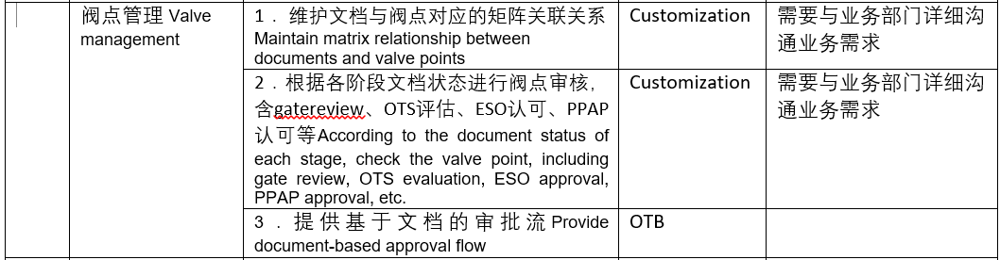 阀点管理 Valve
management
1．维护文档与阀点对应的矩阵关联关系
Maintain matrix relationship between
documents and valve points
Customization
需要与业务部门详细沟
通业务需求
2．根据各阶段文档状态进行阀点审核，
含gatereview、OTS评估、ESO认可、PPAP
认可等According to the document status of
each stage, check the valve point, including
gate review, OTS evaluation, ESO approval,
PPAP approval, etc.
Customization
需要与业务部门详细沟
通业务需求
3．提供基于文档的审批流Provide
document-based approval flow
OTB